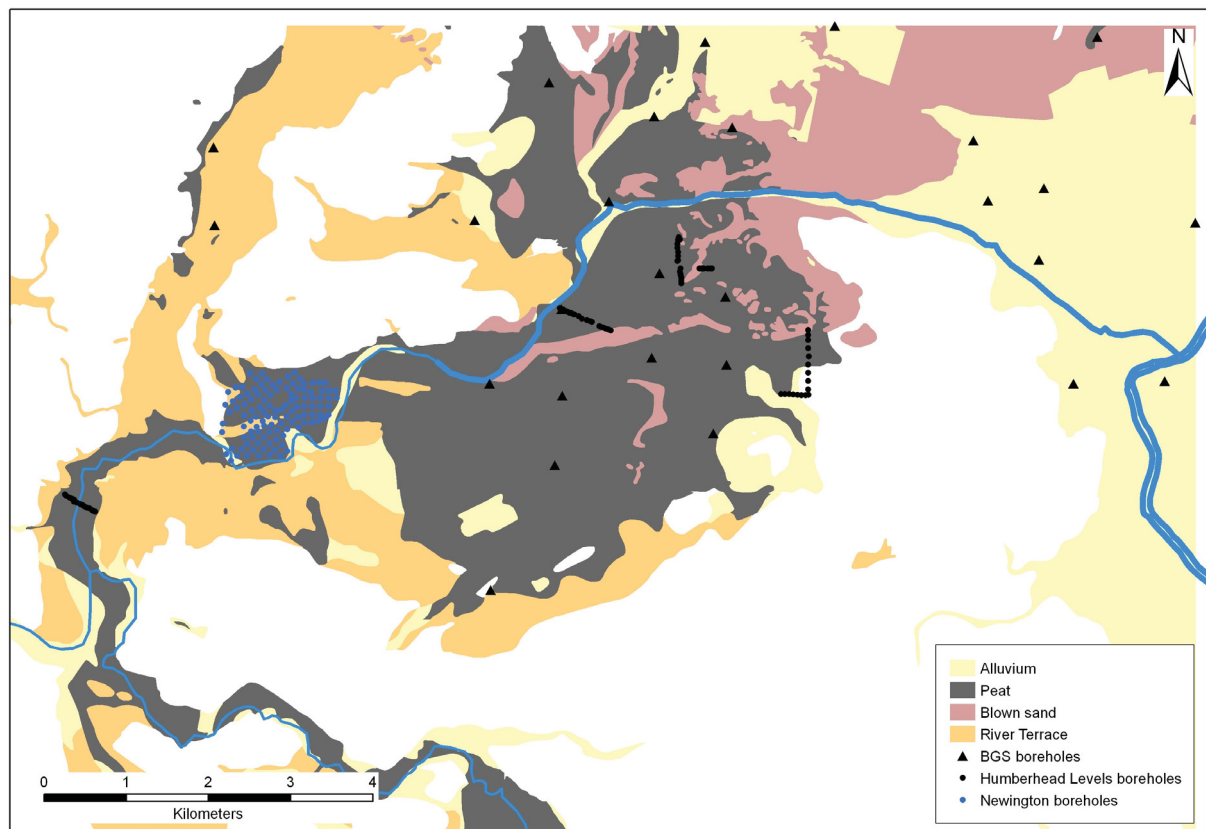 N
Alluvium
Peat
Blown sand
River Terrace
BGS boreholes
Humberhead Levels boreholes
Newington boreholes
0 1 2 3 4
Kilometers